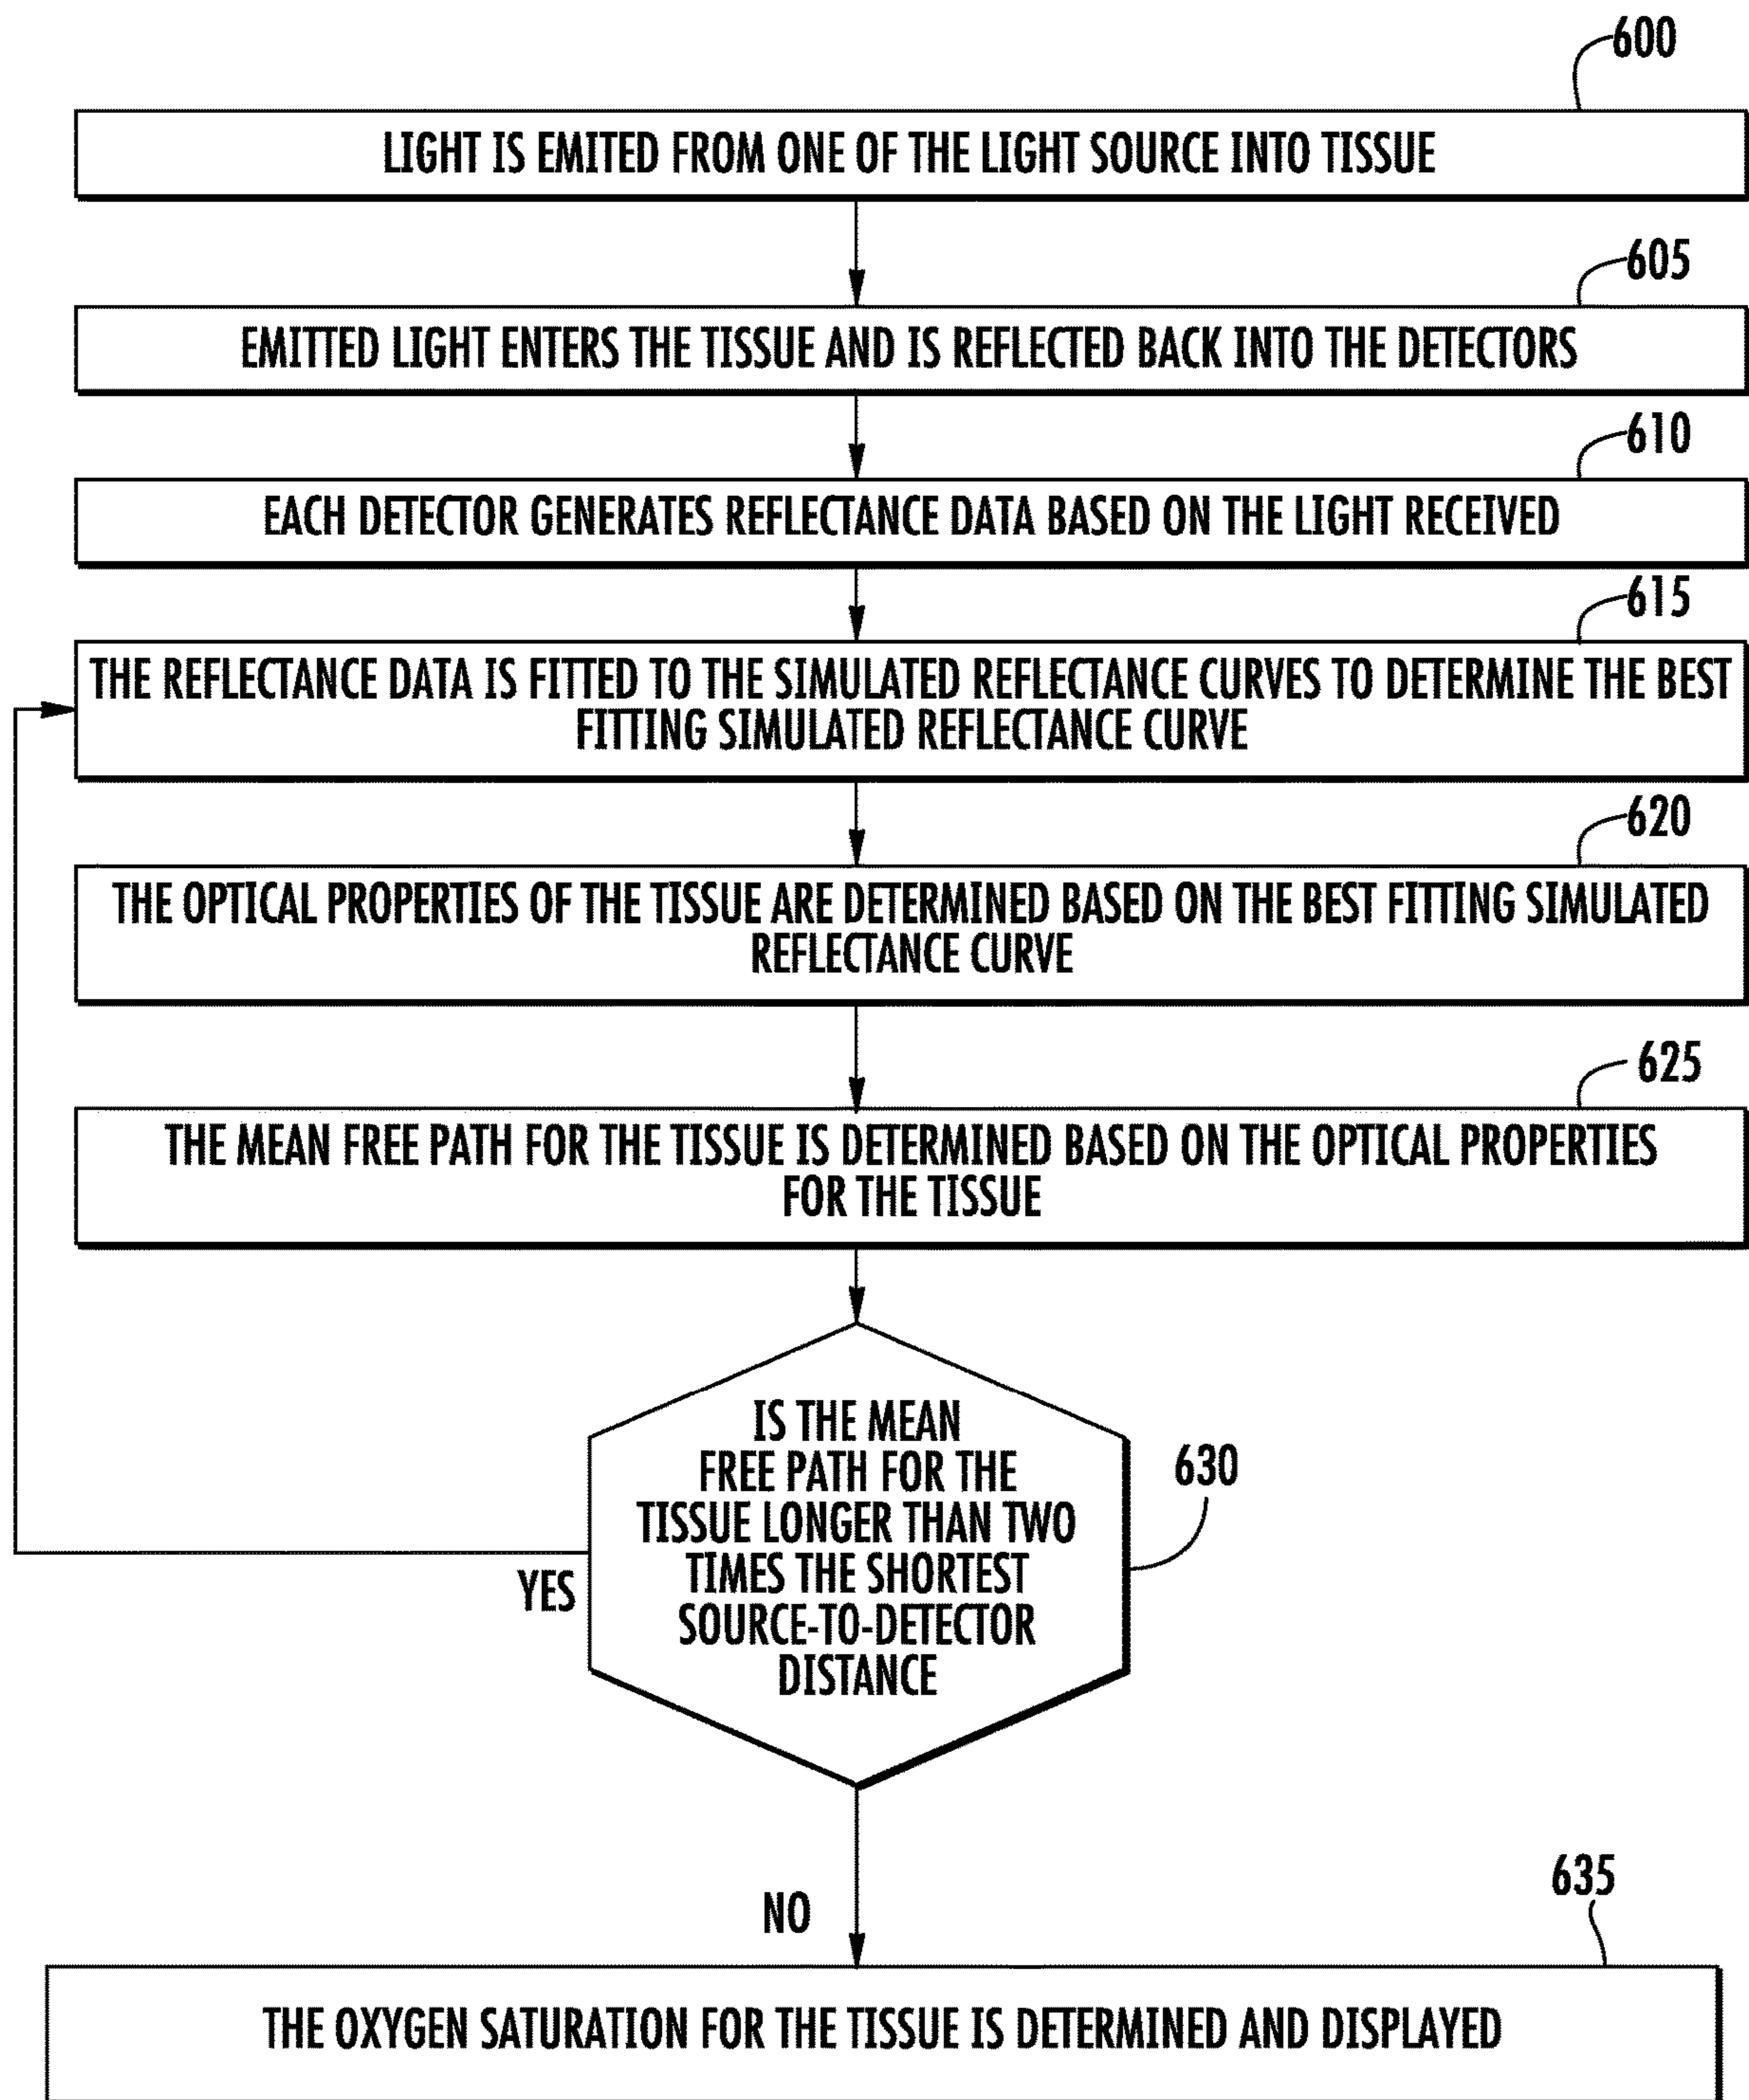 600
LIGHT IS EMITED FROM ONE OF THE LIGHT SOURCE INTO TISSUE
605
EMITTED LIGHT ENTERS THE TISSUE AND IS REFLECTED BACK INTO THE DETECTORS
610
EACH DETECTOR GENERATES REFLECTANCE DATA BASED ON THE LIGHT RECEIVED
615
THE REFLECTANCE DATA IS FITTED TO THE SIMULATED REFLECTANCE CURVES TO DETERMINE THE BEST
FITTING SIMULATED REFLECTANCE CURVE
620
THE OPTICAL PROPERTIES OF THE TISSUE ARE DETERMINED BASED ON THE BEST FITTING SIMULATED
REFLECTANCE CURVE
625
THE MEAN FREE PATH FOR THE TISSUE IS DETERMINED BASED ON THE OPTICAL PROPERTIES
FOR THE TISSUE
IS THE MEAN
FREE PATH FOR THE
TISSUE LONGER THAN TWO
TIMES THE SHORTEST
SOURCE-TO-DETECTOR
DISTANCE
630
YES
NO
635
THE OXYGEN SATURATION FOR THE TISSUE IS DETERMINED AND DISPLAYED